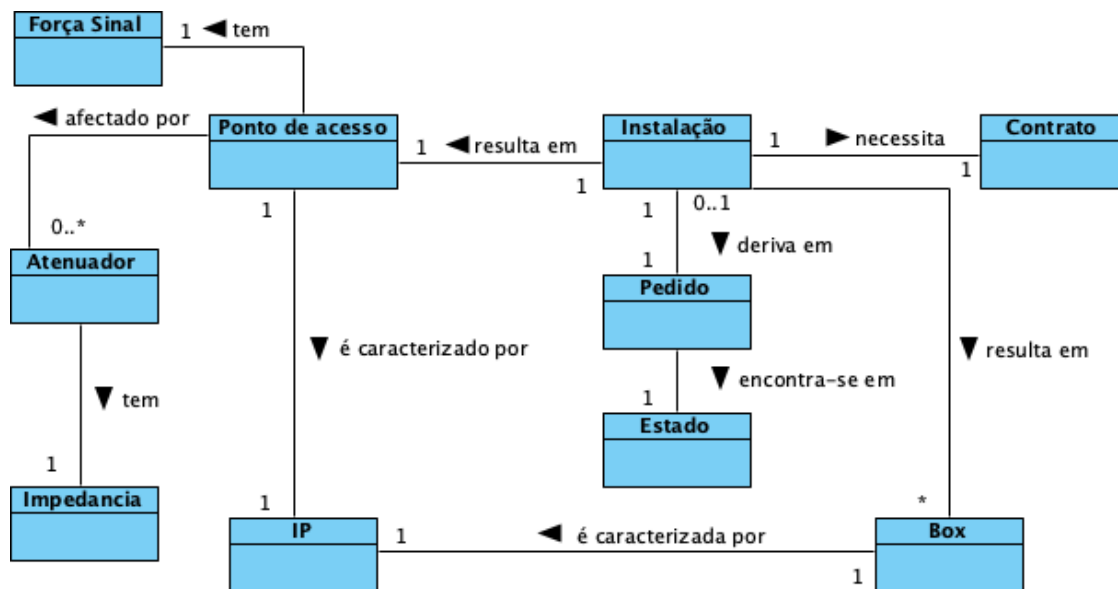 Força Sinal
1 ◄ tem
◄ afectado por
Ponto de acesso
Instalação
Contrato
1 ◄ resulta em
1
1 ► necessita
1
1
1
0..1
0..*
▼ deriva em
1
Atenuador
Pedido
▼ é caracterizado por
▼ resulta em
▼ tem
▼ encontra-se em
1
Estado
1
Impedancia
1
*
IP
Box
1 ◄ é caracterizada por
1